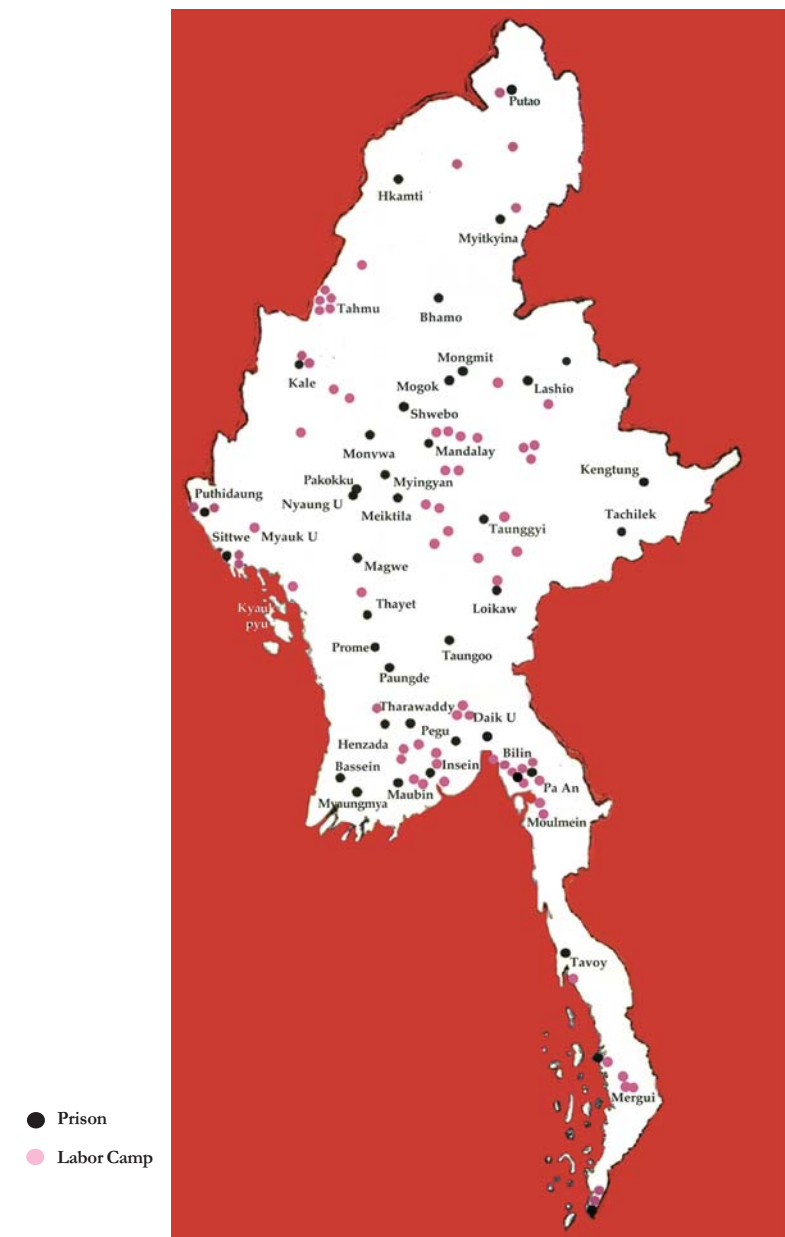 Putao
Hkamti
Myitkyina
Tahmu
Bhamo
Mongmit
Kale
Mogok
Lashio
Shwebo
Monywa
Mandalay
Kengtung
Pakokku
Myingyan
Puthidaung
Nyaung U
Meiktila
Tachilek
Taunggyi
Sittwe
Myauk U
Magwe
Thayet
Loikaw
Kyauk
pyu
Prome
Taungoo
Paungde
Tharawaddy
Daik U
Pegu
Henzada
Bilin
Bassein
Insein
Pa An
Maubin
Myaungmya
Moulmein
Tavoy
Mergui
Prison
Labor Camp